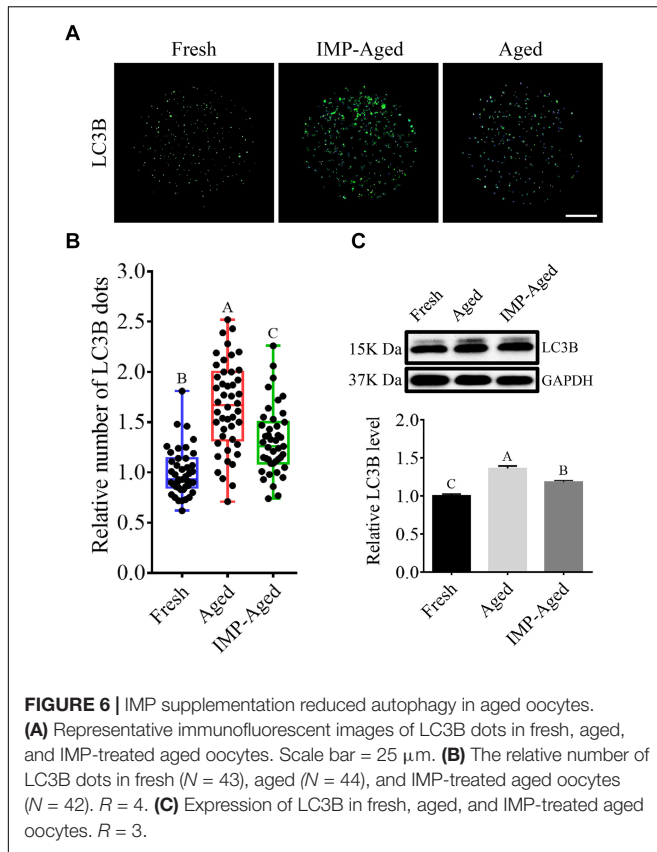 A
Fresh IMP-Aged Aged
LC3B
B
C
Relative number of LC3B dots
3.0
2.5
2.0
1.5
1.0
0.5
0.0
B
A
C
Fresh Aged IMP-Aged
Fresh Aged IMP-Aged
15K Da LC3B
37K Da GAPDH
Relative LC3B level
2.0
1.5
1.0
0.5
0.0
C
A
B
Fresh Aged IMP-Aged
FIGURE 6 | IMP supplementation reduced autophagy in aged oocytes.
(A) Representative immunofluorescent images of LC3B dots in fresh, aged,
and IMP-treated aged oocytes. Scale bar = 25 μm. (B) The relative number of
LC3B dots in fresh (N = 43), aged (N = 44), and IMP-treated aged oocytes
(N = 42). R = 4. (C) Expression of LC3B in fresh, aged, and IMP-treated aged
oocytes. R = 3.